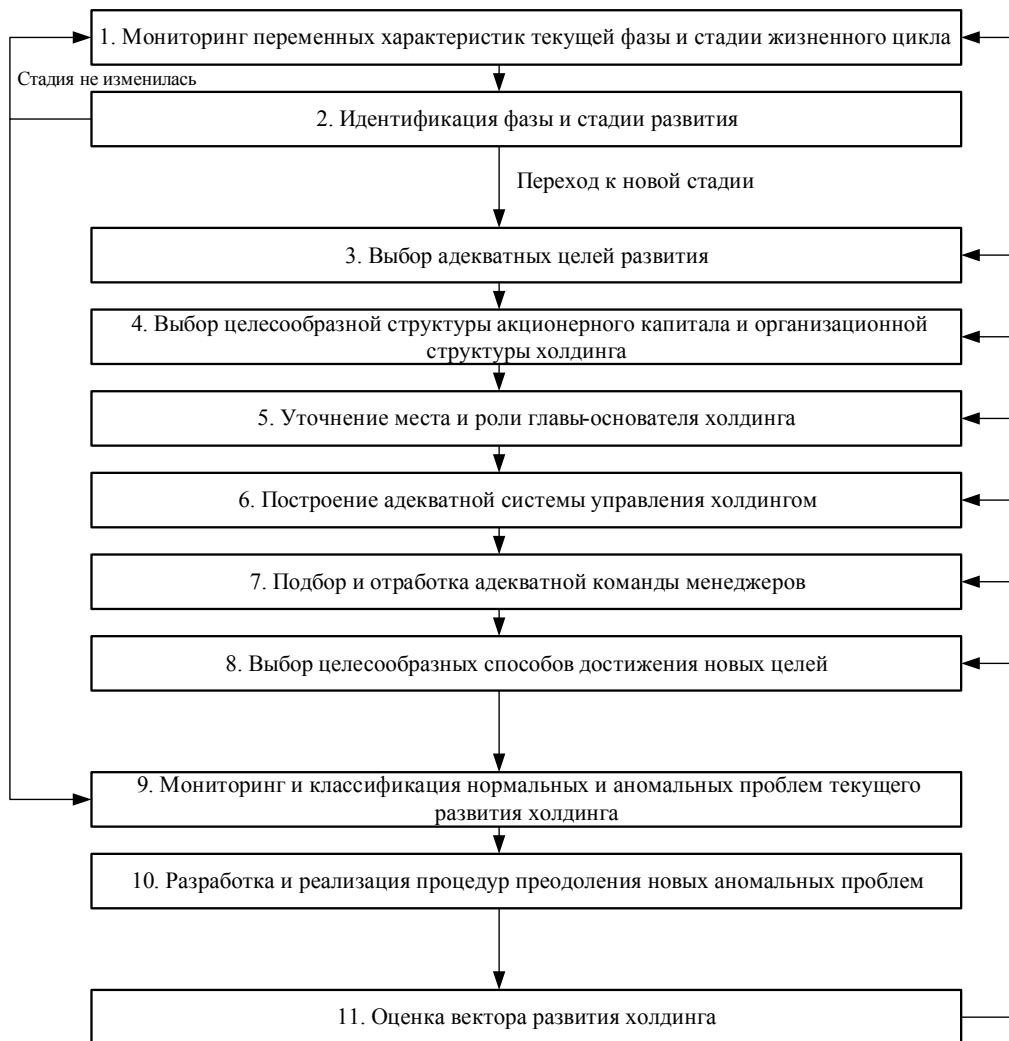 1. Мониторинг переменных характеристик текущей фазы и стадии жизненного цикла
Стадия не изменилась
2. Идентификация фазы и стадии развития
Переход к новой стадии
3. Выбор адекватных целей развития
4. Выбор целесообразной структуры акционерного капитала и организационной
структуры холдинга
5. Уточнение места и роли главы-основателя холдинга
6. Построение адекватной системы управления холдингом
7. Подбор и отработка адекватной команды менеджеров
8. Выбор целесообразных способов достижения новых целей
9. Мониторинг и классификация нормальных и аномальных проблем текущего
развития холдинга
10. Разработка и реализация процедур преодоления новых аномальных проблем
11. Оценка вектора развития холдинга